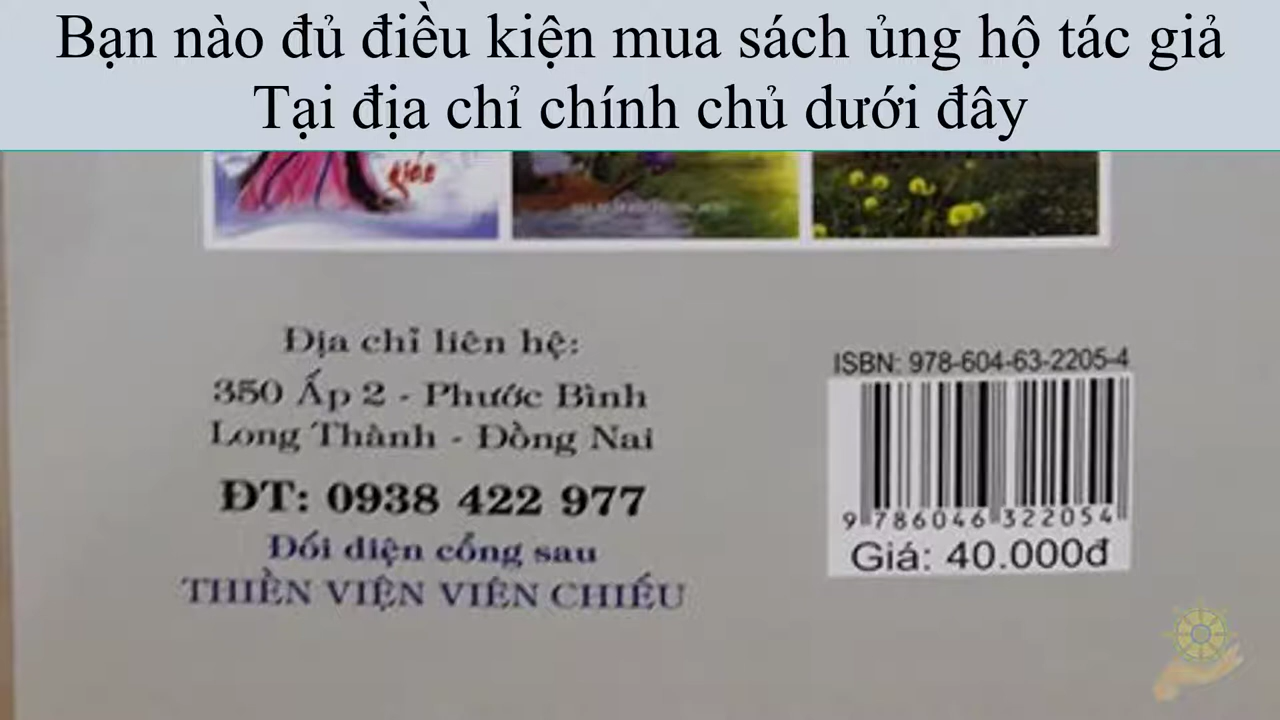 Bạn nào đủ điều kiện mua sách ủng hộ tác giả
Tại địa chỉ chính chủ dưới đây
giác
Địa chỉ liên hệ:
350 Ấp 2 - Phước Bình
Long Thành - Đồng Nai
ĐT: 0938 422 977
Đối diện cổng sau
THIỀN VIỆN VIÊN CHIẾU
ISBN: 978-604-63-2205-4
9 786046 322054
Giá: 40.000đ